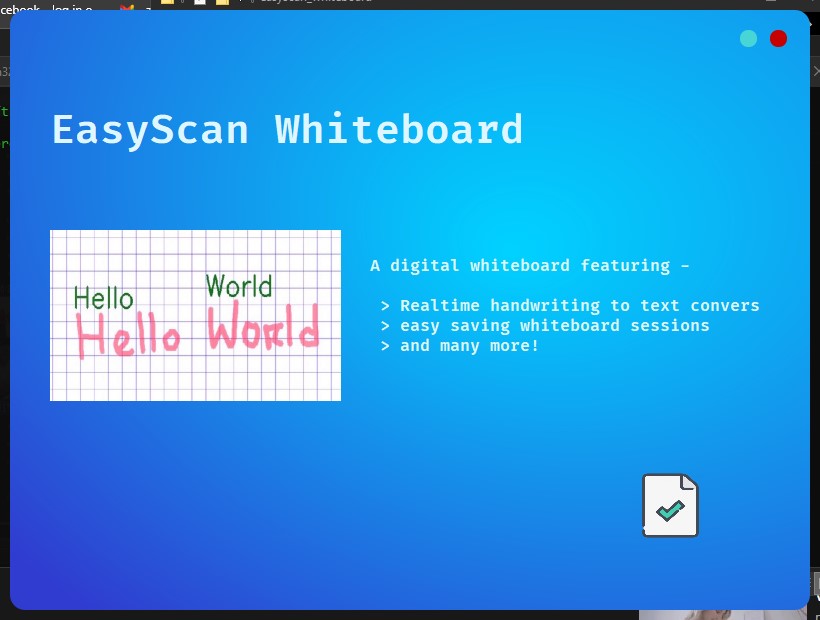 cebook – log in o
easyscan_whiteboard
EasyScan Whiteboard
Hello World
Hello World
A digital whiteboard featuring -
> Realtime handwriting to text convers
> easy saving whiteboard sessions
> and many more!